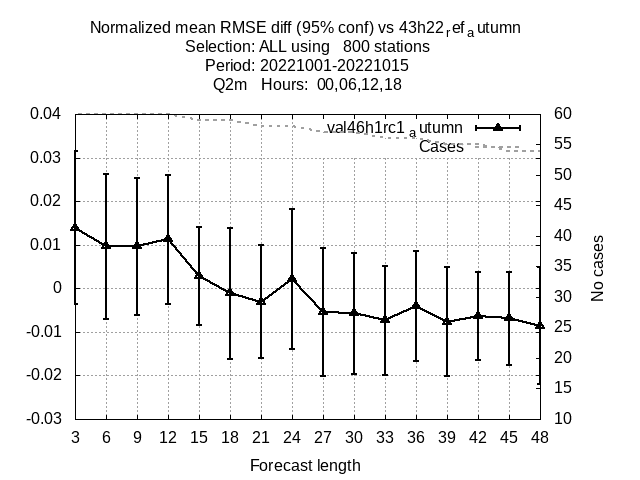 Normalized mean RMSE diff (95% conf) vs 43h22refautumn
Selection: ALL using   800 stations
Period: 20221001-20221015
Q2m   Hours:  00,06,12,18
0.04
0.03
0.02
0.01
0
-0.01
-0.02
-0.03
val46h1rc1autumn
Cases
60
55
50
45
40
35
30
25
20
15
10
No cases
3 6 9 12 15 18 21 24 27 30 33 36 39 42 45 48
Forecast length